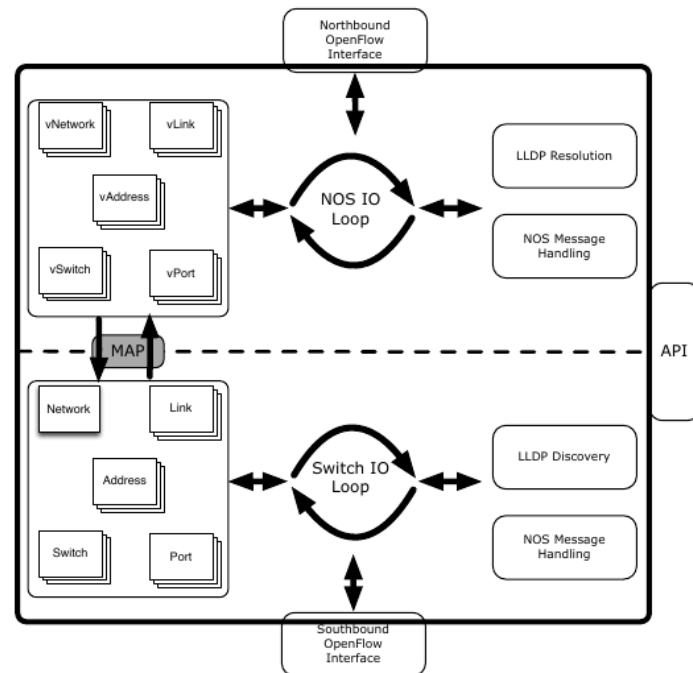 Northbound
OpenFlow
Interface
vNetwork
vLink
vAddress
vSwitch
vPort
NOS IO
Loop
LLDP Resolution
NOS Message
Handling
MAP
API
Network
Link
Address
Switch
Port
Switch IO
Loop
LLDP Discovery
NOS Message
Handling
Southbound
OpenFlow
Interface